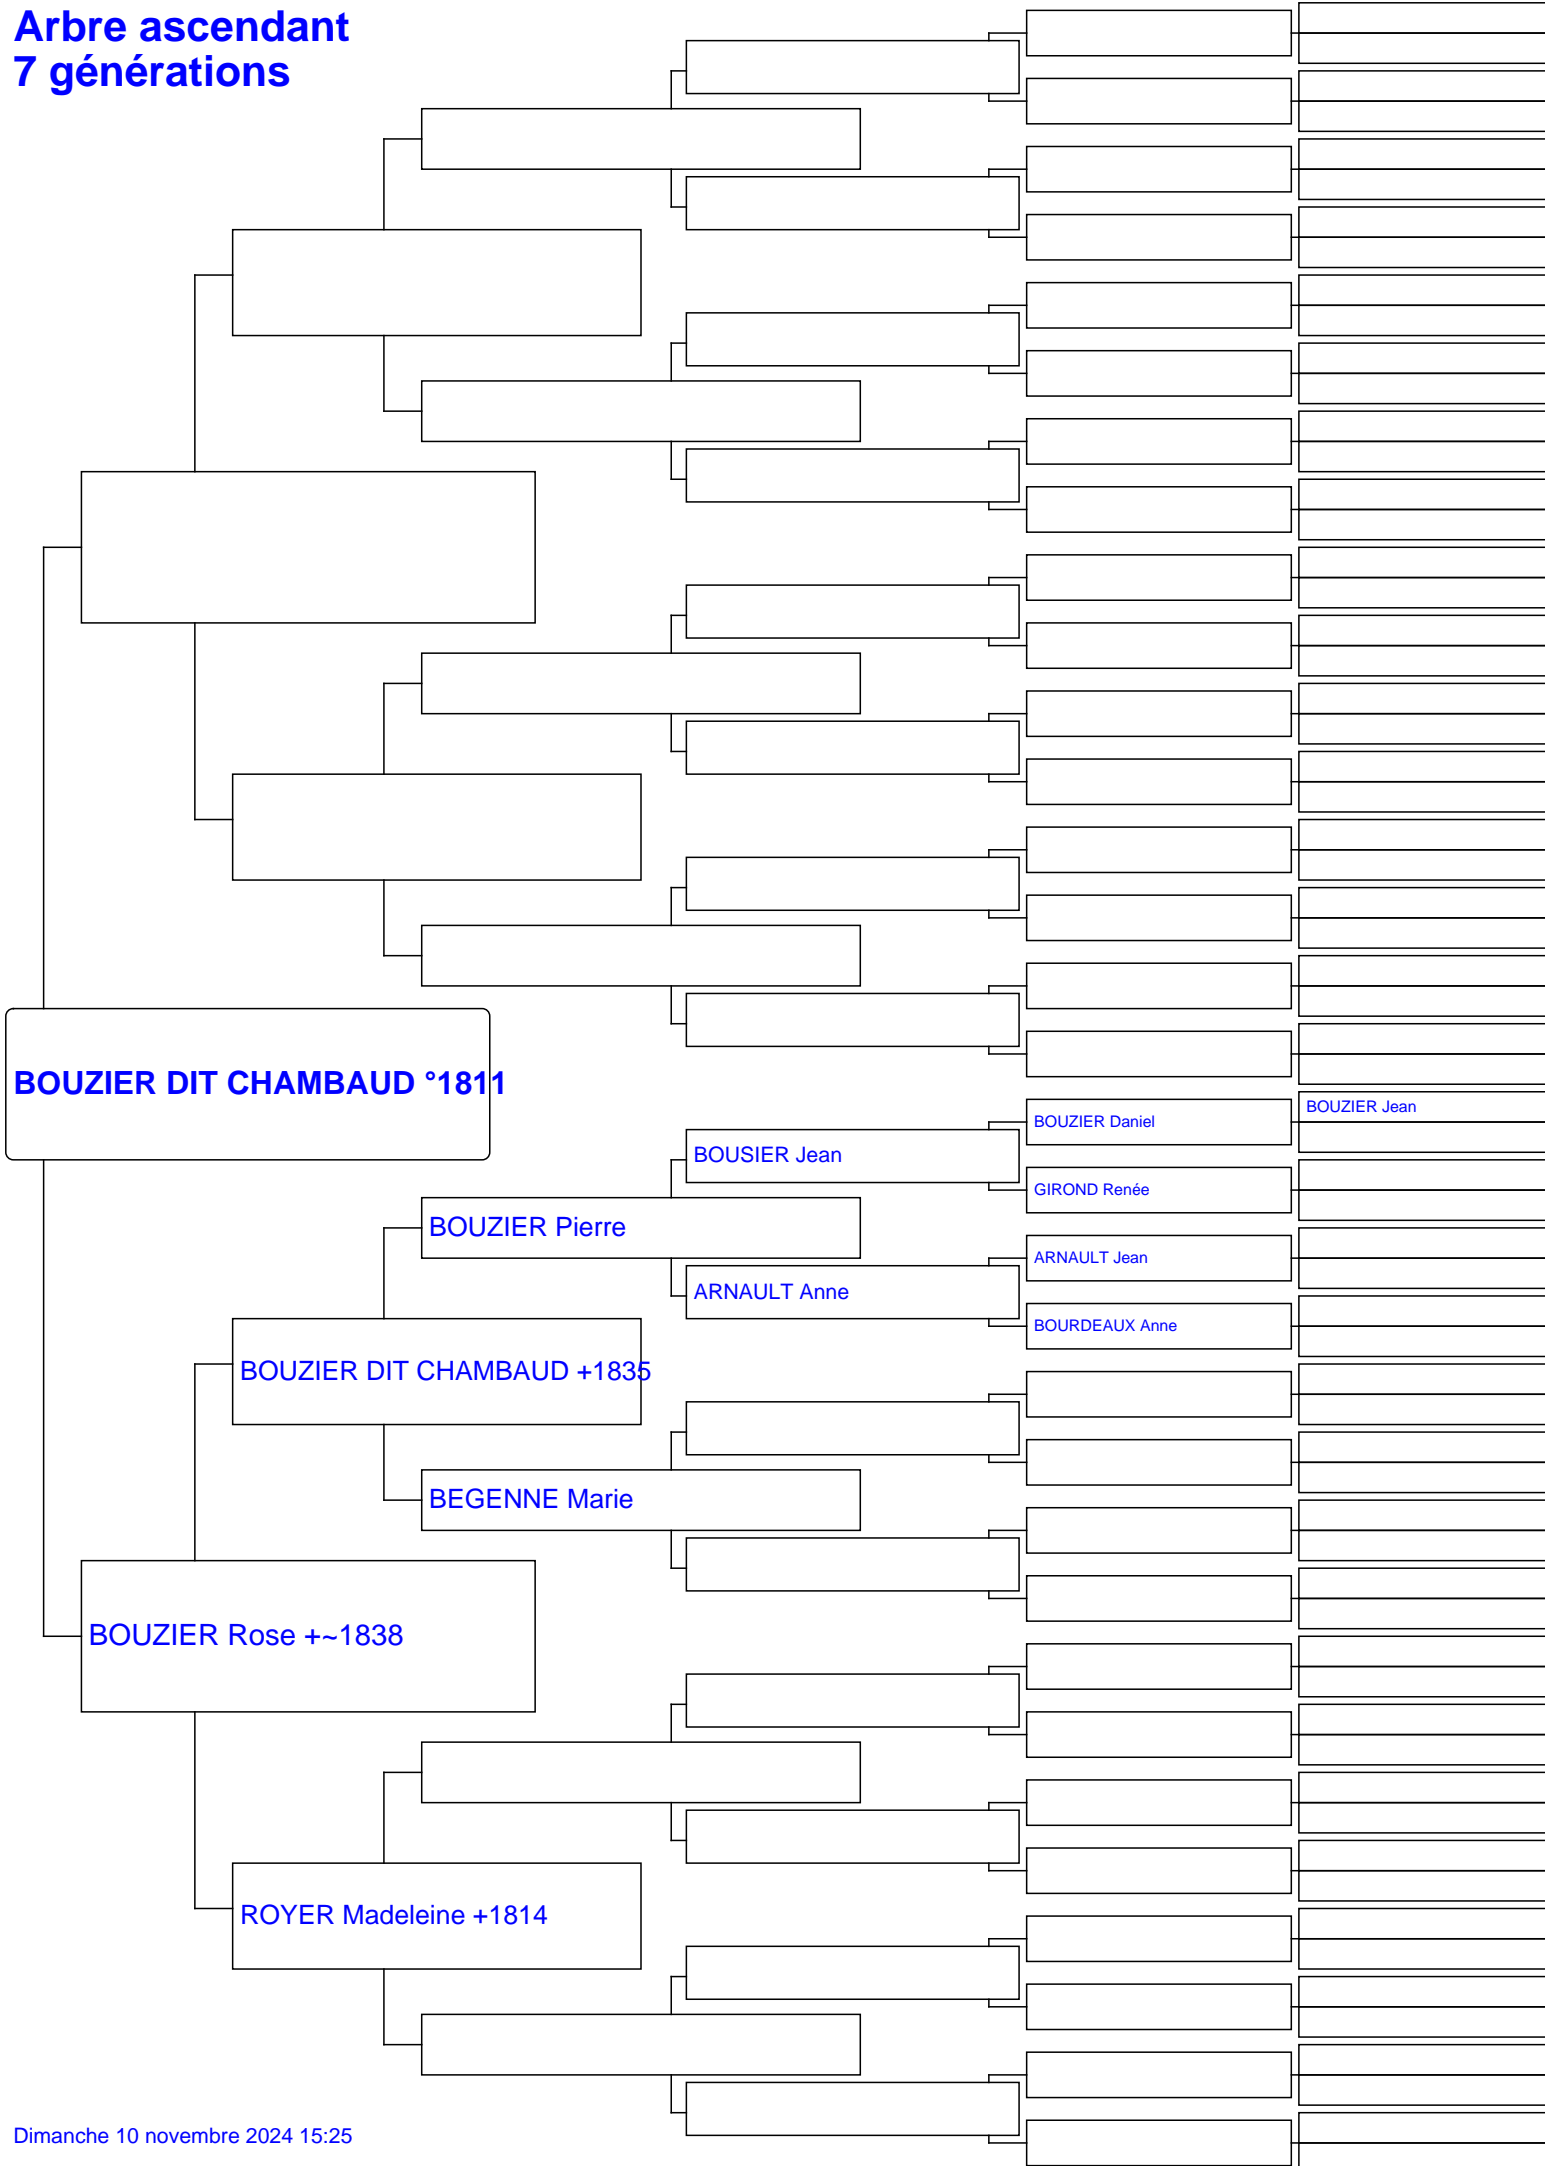 Arbre ascendant
7 générations
BOUZIER DIT CHAMBAUD °1811
BOUZIER Jean
BOUZIER Daniel
BOUSIER Jean
GIROND Renée
BOUZIER Pierre
ARNAULT Jean
ARNAULT Anne
BOURDEAUX Anne
BOUZIER DIT CHAMBAUD +1835
BEGENNE Marie
BOUZIER Rose +~1838
ROYER Madeleine +1814
Dimanche 10 novembre 2024 15:25